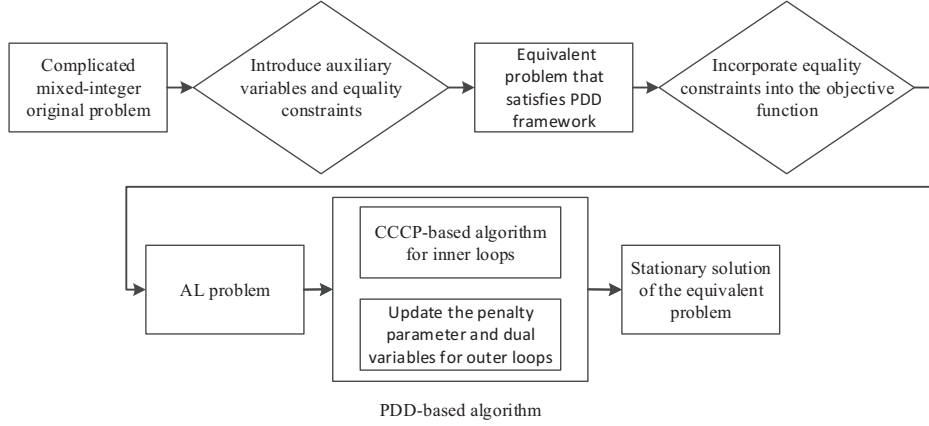 Complicated
mixed-integer
original problem
Introduce auxiliary
variables and equality
constraints
Equivalent
problem that
satisfies PDD
framework
Incorporate equality
constraints into the objective
function
AL problem
CCCP-based algorithm
for inner loops
Update the penalty
parameter and dual
variables for outer loops
Stationary solution
of the equivalent
problem
PDD-based algorithm